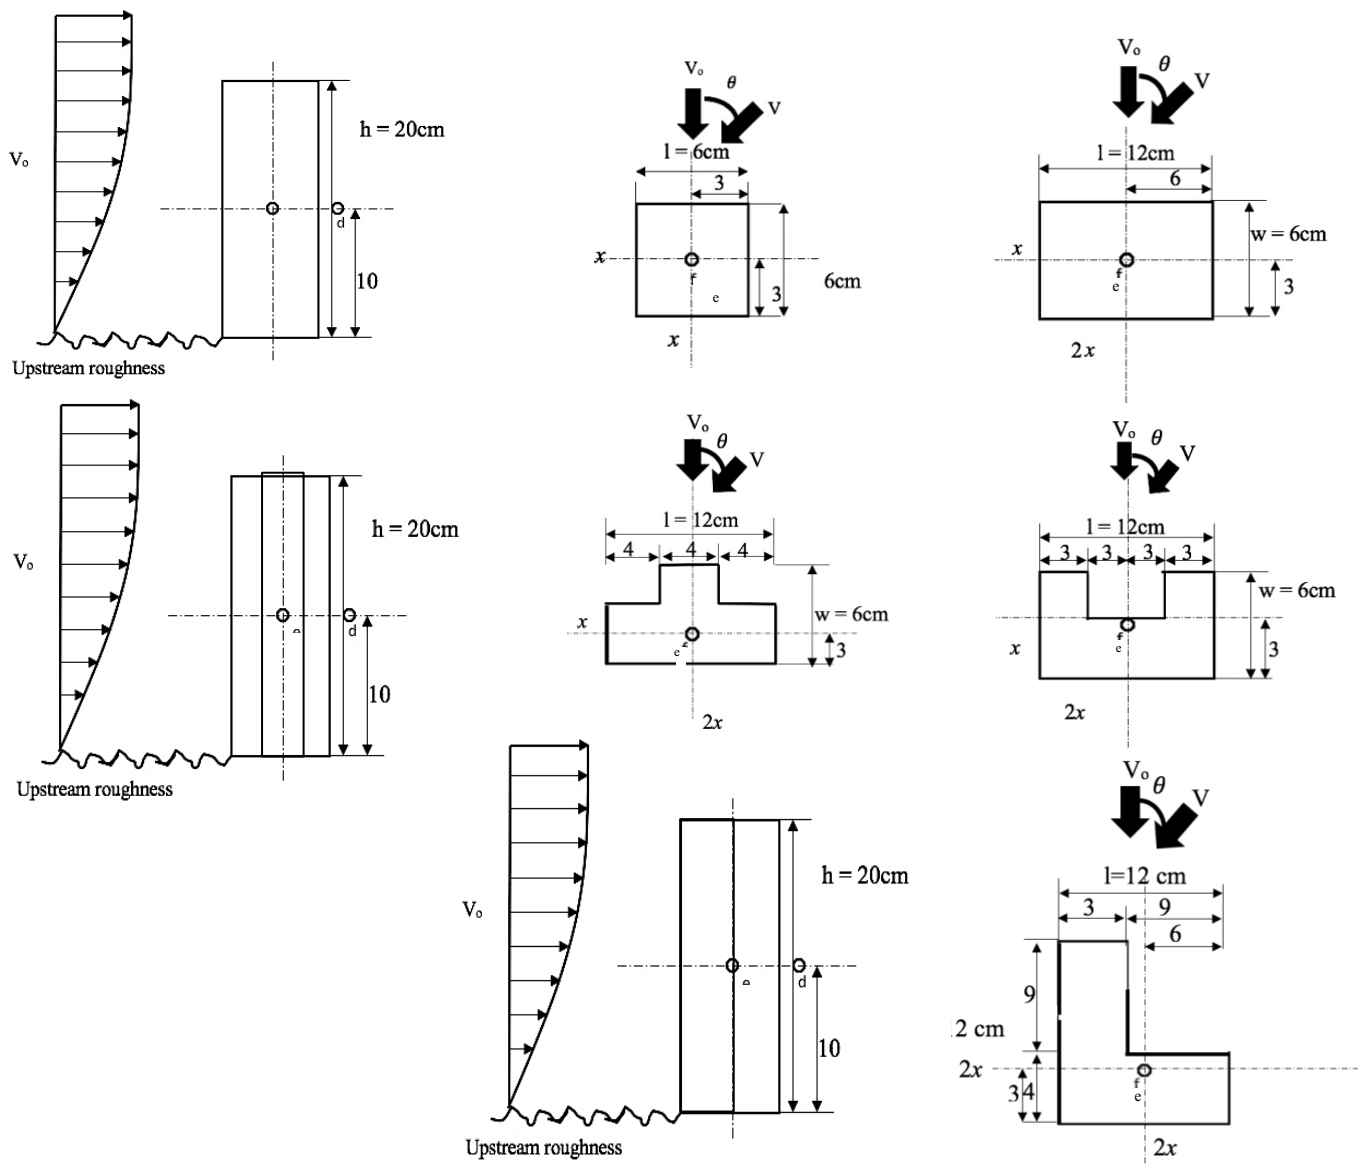 Vₒ
h = 20cm
d
10
Upstream roughness
Vₒ
θ
V
l = 6cm
3
x
f
e
3
6cm
x
Vₒ
θ
V
l = 12cm
6
x
f
e
w = 6cm
3
2x
Vₒ
h = 20cm
d
10
Upstream roughness
Vₒ
θ
V
l = 12cm
4 4 4
x
e
w = 6cm
3
2x
Vₒ
θ
V
l = 12cm
3 3 3 3
x
f
e
w = 6cm
3
2x
Vₒ
h = 20cm
d
10
Upstream roughness
Vₒ
θ
V
l=12 cm
3 9
6
9
2 cm
2x
f
e
3 4
2x